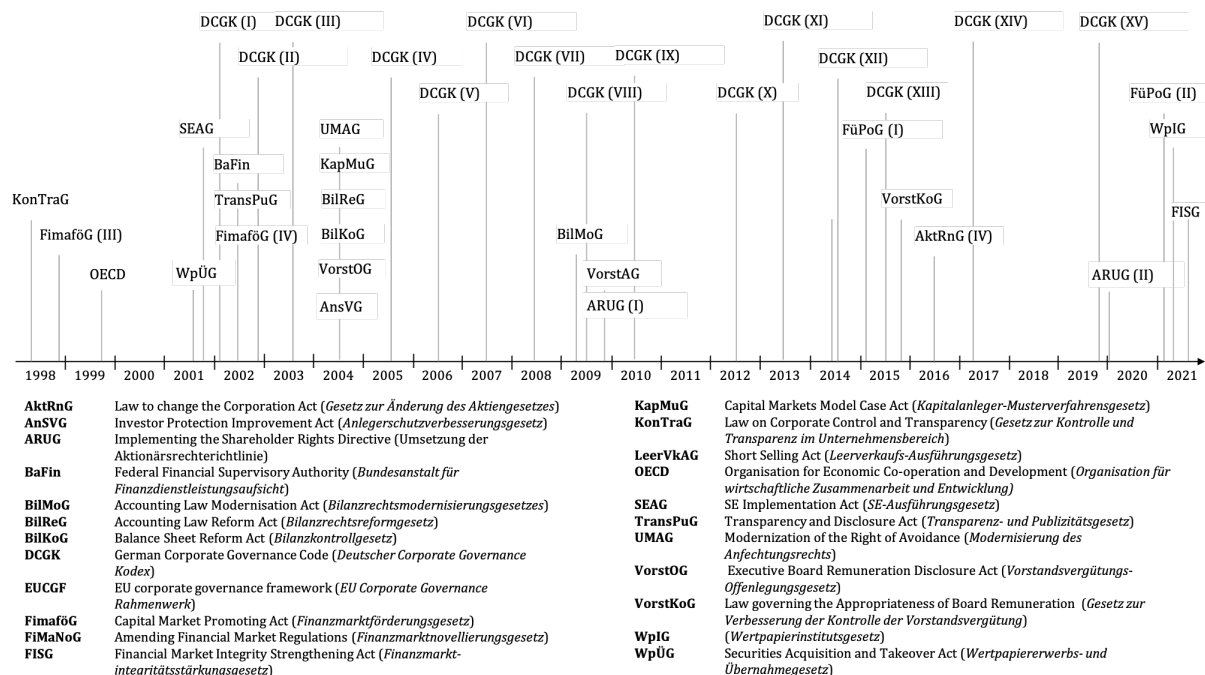 DCGK (I) DCGK (III) DCGK (VI) DCGK (XI) DCGK (XIV) DCGK (XV)
DCGK (II) DCGK (IV) DCGK (VII) DCGK (IX) DCGK (XII)
DCGK (V) DCGK (VIII) DCGK (X) DCGK (XIII) FüPoG (II)
SEAG UMAG FüPoG (I) WpIG
BaFin KapMuG
KonTraG TransPuG BilReG VorstKoG FISG
FimaföG (III) FimaföG (IV) BilKoG BilMoG AktRnG (IV)
OECD WpÜG VorstOG VorstAG ARUG (II)
AnsVG ARUG (I)
1998 1999 2000 2001 2002 2003 2004 2005 2006 2007 2008 2009 2010 2011 2012 2013 2014 2015 2016 2017 2018 2019 2020 2021
AktRnG Law to change the Corporation Act (Gesetz zur Änderung des Aktiengesetzes)
AnSVG Investor Protection Improvement Act (Anlegerschutzverbesserungsgesetz)
ARUG Implementing the Shareholder Rights Directive (Umsetzung der
Aktionärsrechterichtlinie)
BaFin Federal Financial Supervisory Authority (Bundesanstalt für
Finanzdienstleistungsaufsicht)
BilMoG Accounting Law Modernisation Act (Bilanzrechtsmodernisierungsgesetzes)
BilReG Accounting Law Reform Act (Bilanzrechtsreformgesetz)
BilKoG Balance Sheet Reform Act (Bilanzkontrollgesetz)
DCGK German Corporate Governance Code (Deutscher Corporate Governance
Kodex)
EUCGF EU corporate governance framework (EU Corporate Governance
Rahmenwerk)
FimaföG Capital Market Promoting Act (Finanzmarktförderungsgesetz)
FiMaNoG Amending Financial Market Regulations (Finanzmarktnovellierungsgesetz)
FISG Financial Market Integrity Strengthening Act (Finanzmarkt-
integritätsstärkungsgesetz)
KapMuG Capital Markets Model Case Act (Kapitalanleger-Musterverfahrensgesetz)
KonTraG Law on Corporate Control and Transparency (Gesetz zur Kontrolle und
Transparenz im Unternehmensbereich)
LeerVkAG Short Selling Act (Leerverkaufs-Ausführungsgesetz)
OECD Organisation for Economic Co-operation and Development (Organisation für
wirtschaftliche Zusammenarbeit und Entwicklung)
SEAG SE Implementation Act (SE-Ausführungsgesetz)
TransPuG Transparency and Disclosure Act (Transparenz- und Publizitätsgesetz)
UMAG Modernization of the Right of Avoidance (Modernisierung des
Anfechtungsrechts)
VorstOG Executive Board Remuneration Disclosure Act (Vorstandsvergütungs-
Offenlegungsgesetz)
VorstKoG Law governing the Appropriateness of Board Remuneration (Gesetz zur
Verbesserung der Kontrolle der Vorstandsvergütung)
WpIG (Wertpapierinstitutsgesetz)
WpÜG Securities Acquisition and Takeover Act (Wertpapiererwerbs- und
Übernahmegesetz)